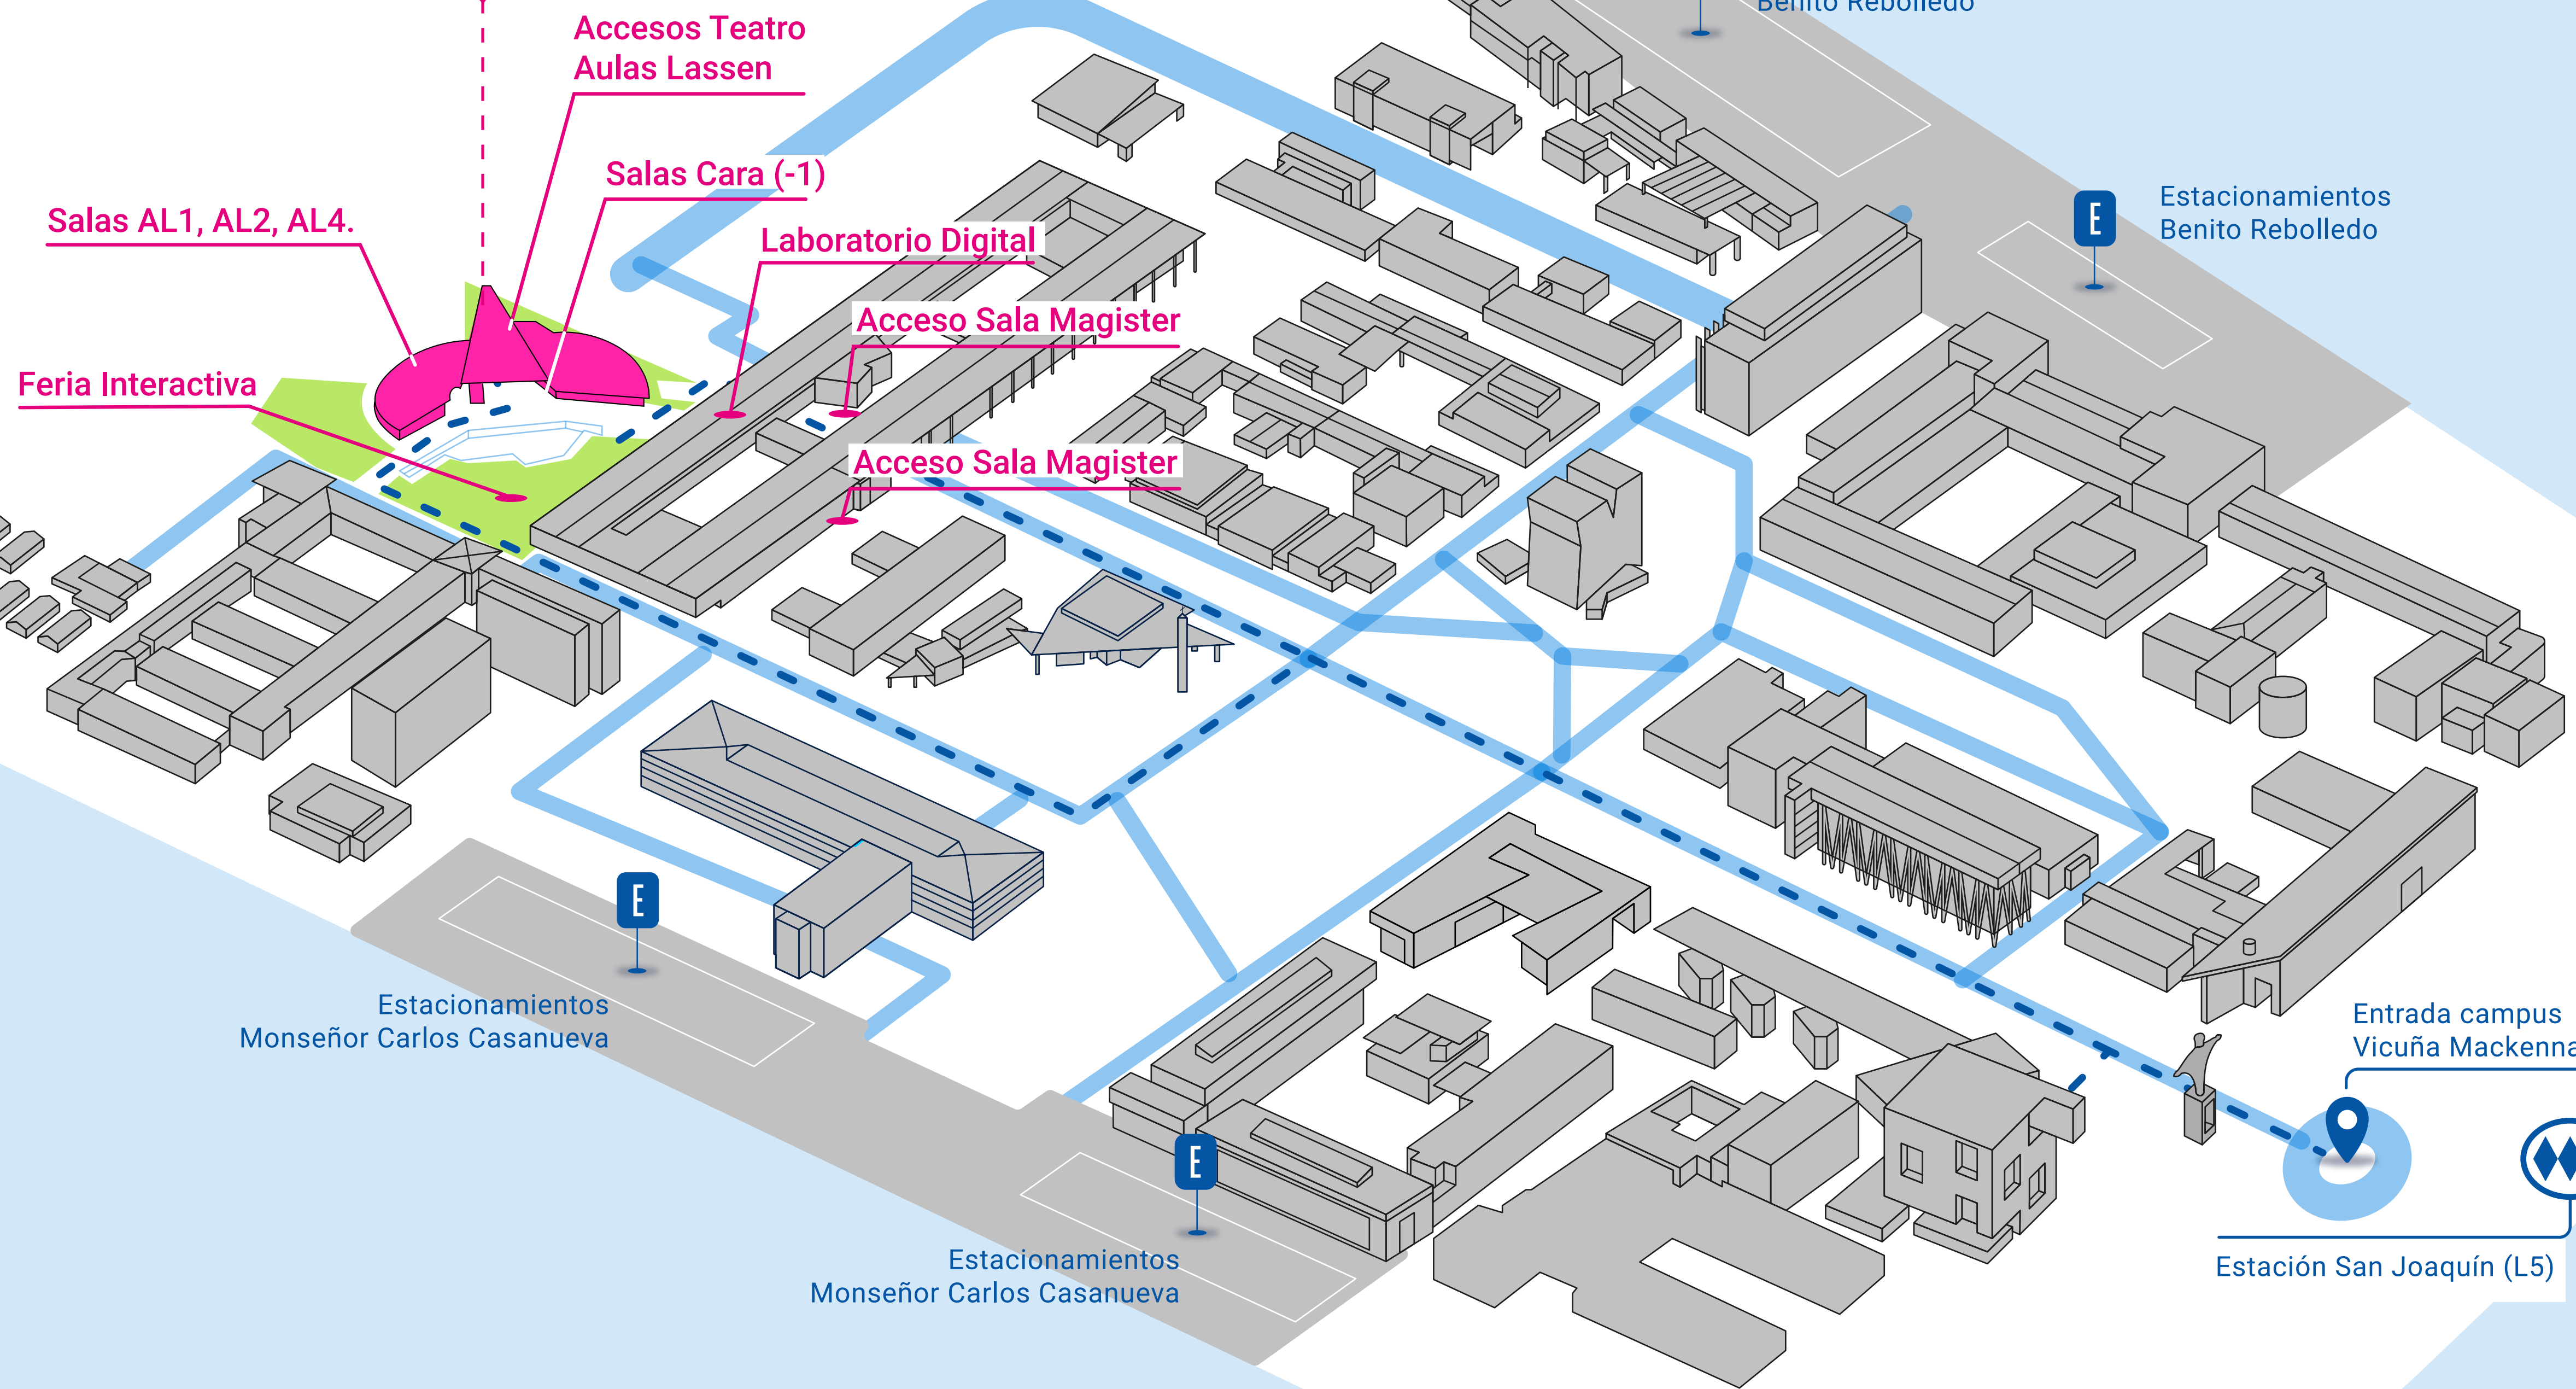 Benito Rebolledo
Accesos Teatro
Aulas Lassen
Salas Cara (-1)
Salas AL1, AL2, AL4.
Laboratorio Digital
Acceso Sala Magister
Feria Interactiva
Acceso Sala Magister
E
Estacionamientos
Benito Rebolledo
E
Estacionamientos
Monseñor Carlos Casanueva
E
Estacionamientos
Monseñor Carlos Casanueva
Entrada campus
Vicuña Mackenna
Estación San Joaquín (L5)